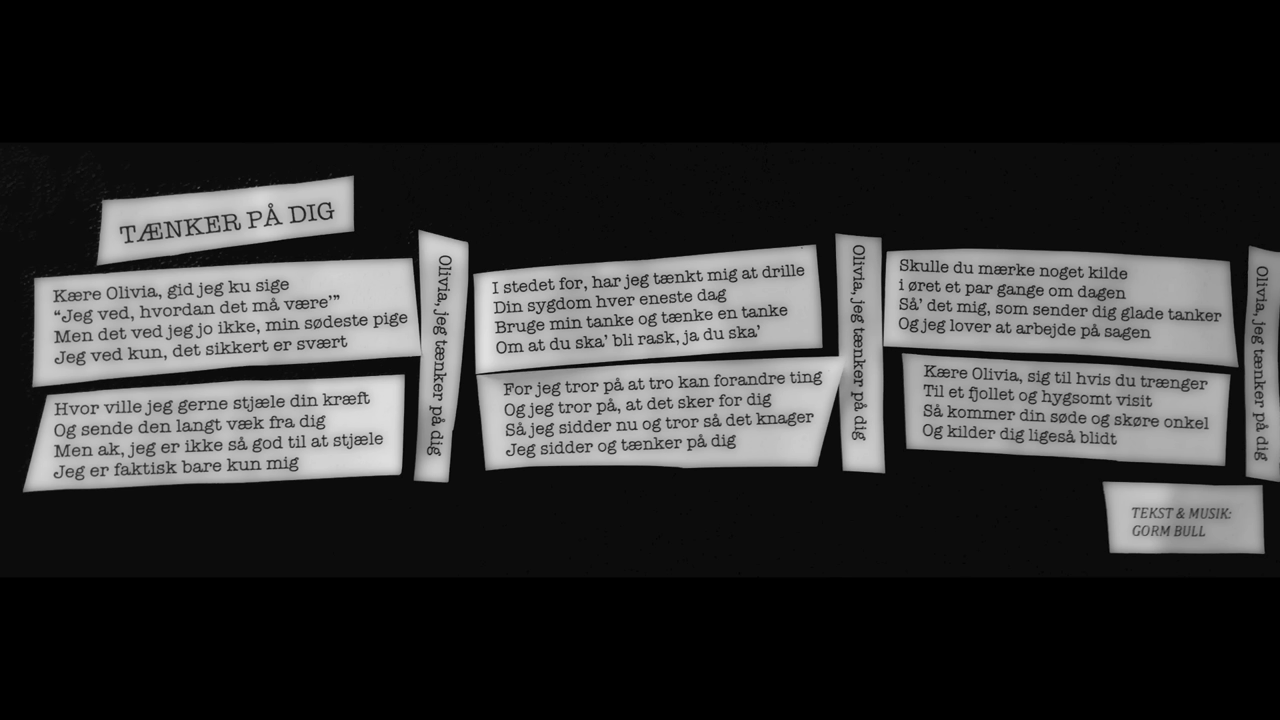 TÆNKER PÅ DIG
Kære Olivia, gid jeg ku sige
“Jeg ved, hvordan det må være’”
Men det ved jeg jo ikke, min sødeste pige
Jeg ved kun, det sikkert er svært
Hvor ville jeg gerne stjæle din kræft
Og sende den langt væk fra dig
Men ak, jeg er ikke så god til at stjæle
Jeg er faktisk bare kun mig
Olivia, jeg tænker på dig
I stedet for, har jeg tænkt mig at drille
Din sygdom hver eneste dag
Bruge min tanke og tænke en tanke
Om at du ska’ bli rask, ja du ska’
For jeg tror på at tro kan forandre ting
Og jeg tror på, at det sker for dig
Så jeg sidder nu og tror så det knager
Jeg sidder og tænker på dig
Olivia, jeg tænker på dig
Skulle du mærke noget kilde
i øret et par gange om dagen
Så’ det mig, som sender dig glade tanker
Og jeg lover at arbejde på sagen
Kære Olivia, sig til hvis du trænger
Til et fjollet og hygsomt visit
Så kommer din søde og skøre onkel
Og kilder dig ligeså blidt
Olivia, jeg tænker på dig
TEKST & MUSIK:
GORM BULL